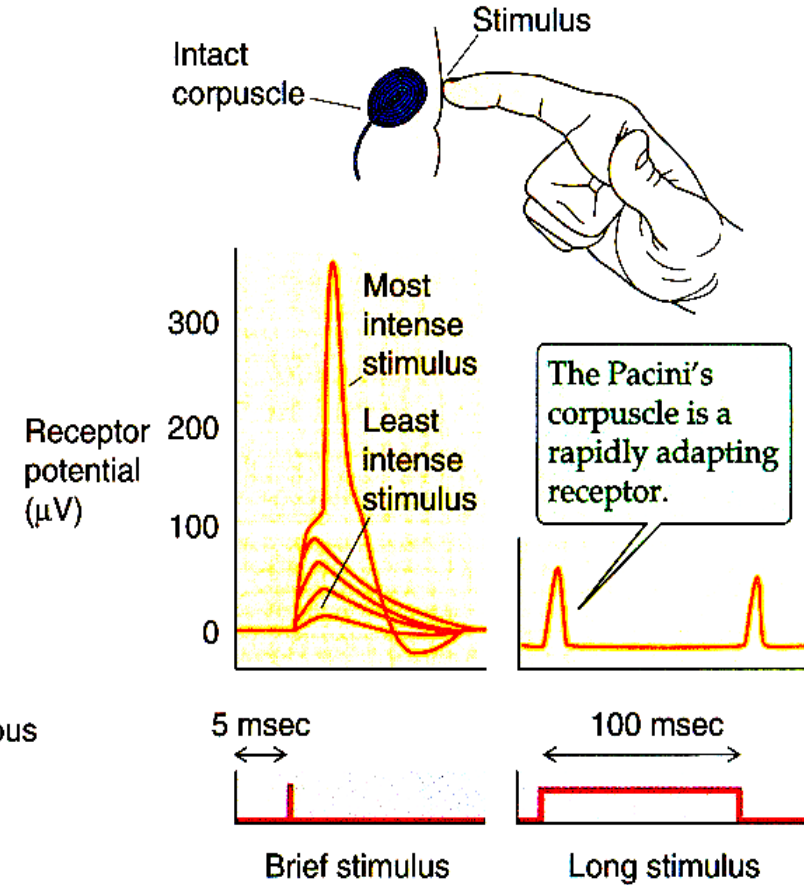 Stimulus
Intact
corpuscle
Most
intense
stimulus
Least
intense
stimulus
300
200
100
0
Receptor
potential
(μV)
The Pacini's
corpuscle is a
rapidly adapting
receptor.
5 msec
100 msec
Brief stimulus
Long stimulus